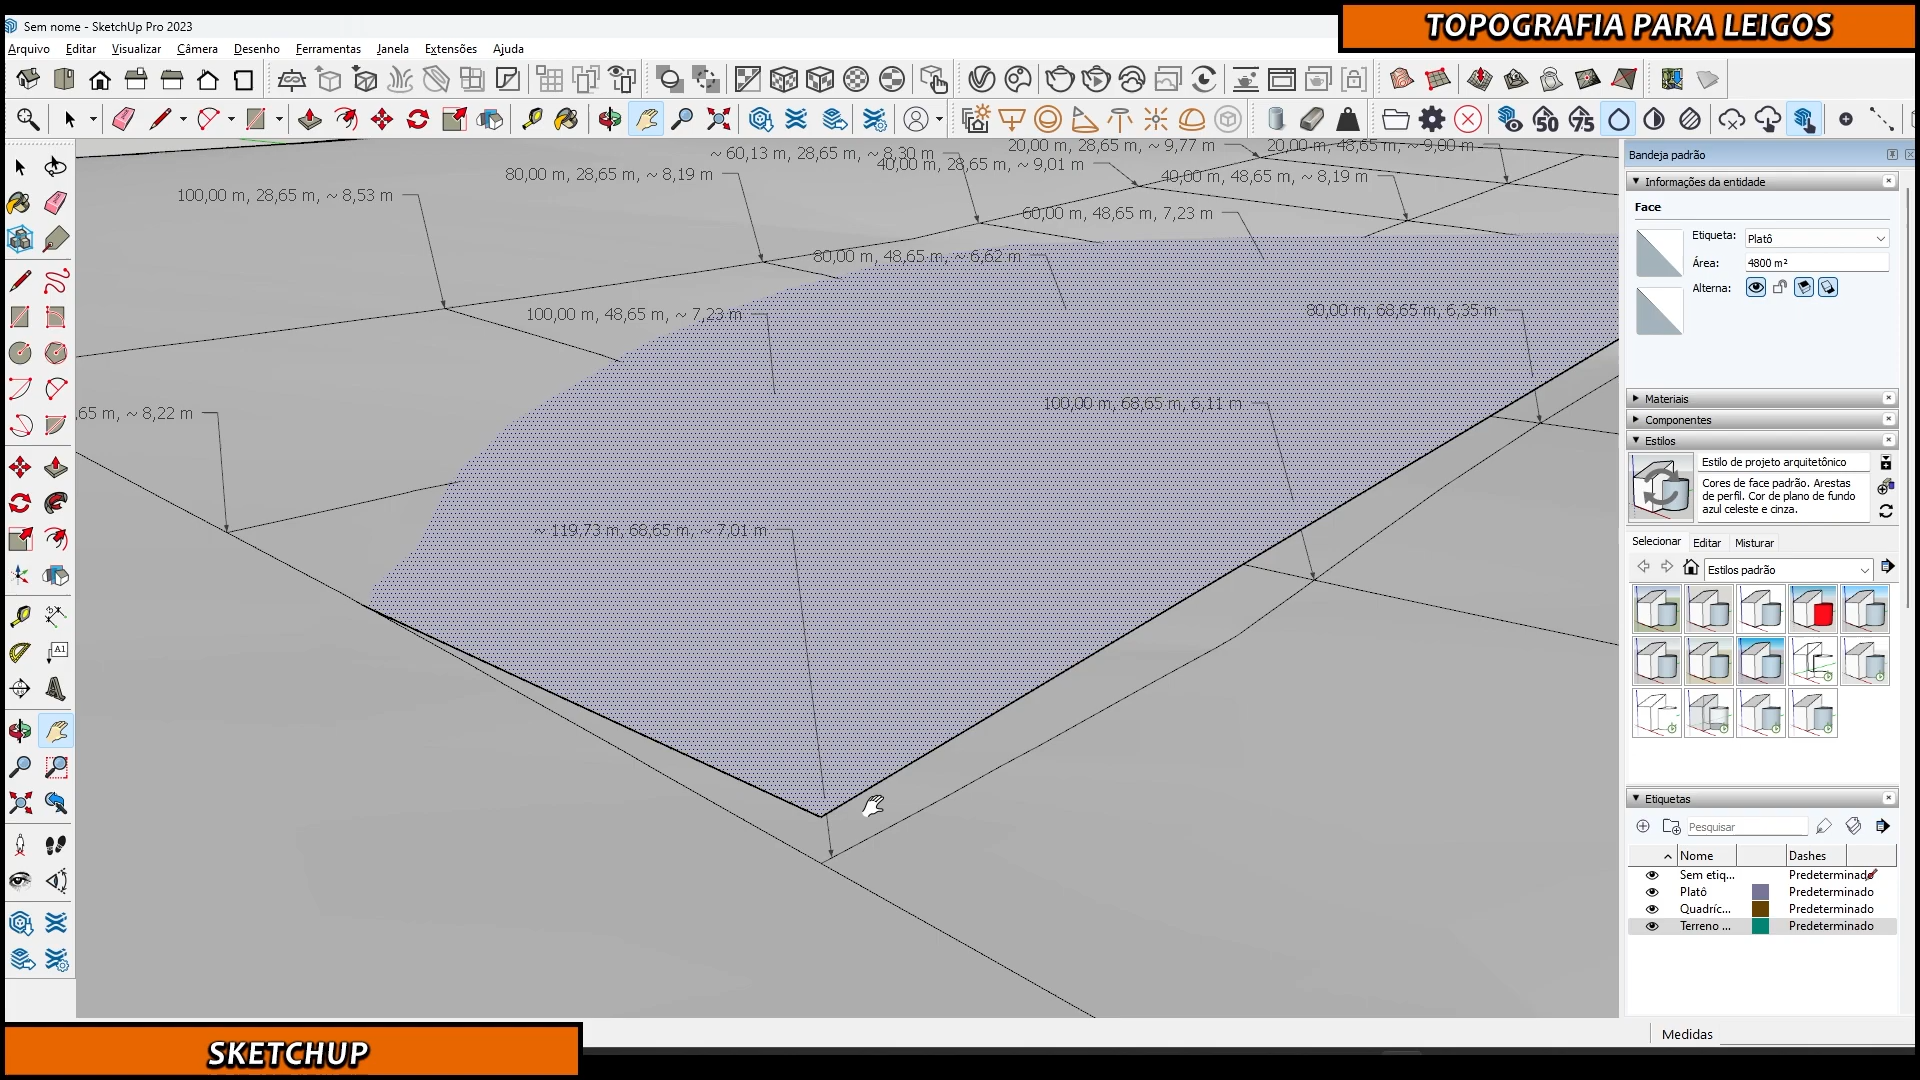 Sem nome - SketchUp Pro 2023
TOPOGRAFIA PARA LEIGOS
Arquivo Editar Visualizar Câmera Desenho Ferramentas Janela Extensões Ajuda
50
75
~ 60,13 m, 28,65 m, ~ 8,30 m
20,00 m, 28,65 m, ~ 9,77 m
20,00 m, 48,65 m, ~ 9,00 m
40,00 m, 28,65 m, ~ 9,01 m
80,00 m, 28,65 m, ~ 8,19 m
40,00 m, 48,65 m, ~ 8,19 m
100,00 m, 28,65 m, ~ 8,53 m
60,00 m, 48,65 m, 7,23 m
80,00 m, 48,65 m, ~ 6,62 m
100,00 m, 48,65 m, ~ 7,23 m
80,00 m, 68,65 m, 6,35 m
100,00 m, 68,65 m, 6,11 m
,65 m, ~ 8,22 m
~ 119,73 m, 68,65 m, ~ 7,01 m
A1
Bandeja padrão
Informações da entidade
Face
Etiqueta: Platô
Área: 4800 m²
Alterna:
Materiais
Componentes
Estilos
Estilo de projeto arquitetônico
Cores de face padrão. Arestas
de perfil. Cor de plano de fundo
azul celeste e cinza.
Selecionar Editar Misturar
Estilos padrão
Etiquetas
Pesquisar
Nome Dashes
Sem etiq... Predeterminado
Platô Predeterminado
Quadríc... Predeterminado
Terreno ... Predeterminado
Medidas
SKETCHUP